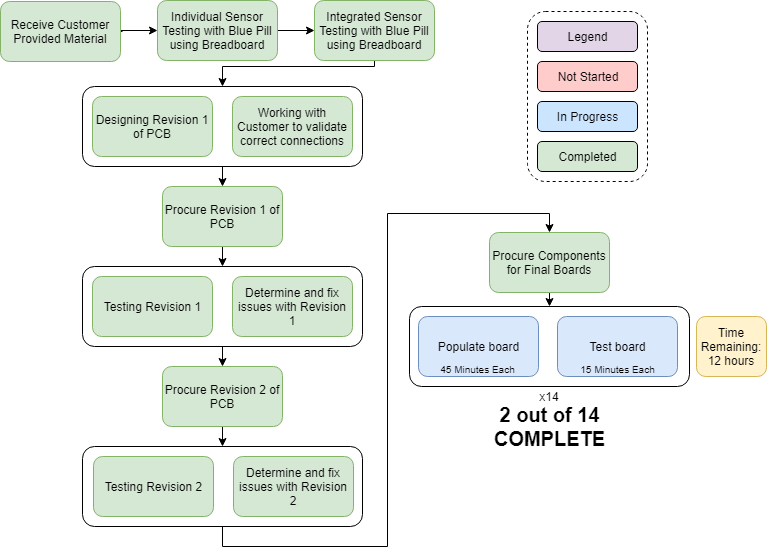 Receive Customer
Provided Material
Individual Sensor
Testing with Blue Pill
using Breadboard
Integrated Sensor
Testing with Blue Pill
using Breadboard
Legend
Not Started
In Progress
Completed
Designing Revision 1
of PCB
Working with
Customer to validate
correct connections
Procure Revision 1 of
PCB
Testing Revision 1
Determine and fix
issues with Revision
1
Procure Revision 2 of
PCB
Testing Revision 2
Determine and fix
issues with Revision
2
Procure Components
for Final Boards
Populate board
45 Minutes Each
Test board
15 Minutes Each
Time
Remaining:
12 hours
x14
2 out of 14
COMPLETE